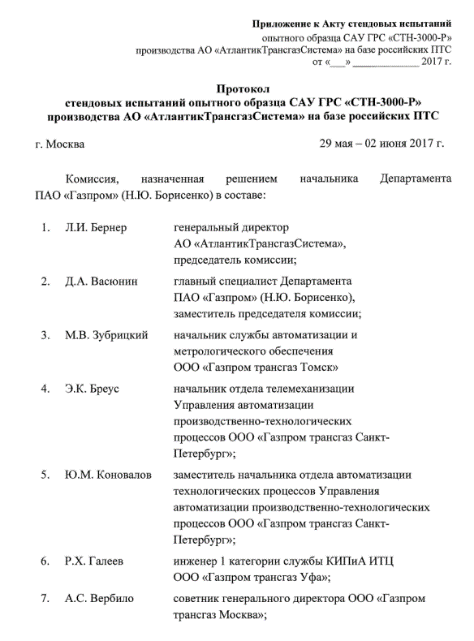 Приложение к Акту стендовых испытаний
опытного образца САУ ГРС «СТН-3000-Р»
производства АО «АтлантикТрансгазСистема» на базе российских ПТС
от «___» ______________ 2017 г.
Протокол
стендовых испытаний опытного образца САУ ГРС «СТН-3000-Р»
производства АО «АтлантикТрансгазСистема» на базе российских ПТС
г. Москва 29 мая – 02 июня 2017 г.
Комиссия, назначенная решением начальника Департамента
ПАО «Газпром» (Н.Ю. Борисенко) в составе:
1. Л.И. Бернер генеральный директор
АО «АтлантикТрансгазСистема»,
председатель комиссии;
2. Д.А. Васюнин главный специалист Департамента
ПАО «Газпром» (Н.Ю. Борисенко),
заместитель председателя комиссии;
3. М.В. Зубрицкий начальник службы автоматизации и
метрологического обеспечения
ООО «Газпром трансгаз Томск»
4. Э.К. Бреус начальник отдела телемеханизации
Управления автоматизации
производственно-технологических
процессов ООО «Газпром трансгаз Санкт-
Петербург»;
5. Ю.М. Коновалов заместитель начальника отдела автоматизации
технологических процессов Управления
автоматизации производственно-технологических
процессов ООО «Газпром трансгаз Санкт-
Петербург»;
6. Р.Х. Галеев инженер 1 категории службы КИПиА ИТЦ
ООО «Газпром трансгаз Уфа»;
7. А.С. Вербило советник генерального директора ООО «Газпром
трансгаз Москва»;